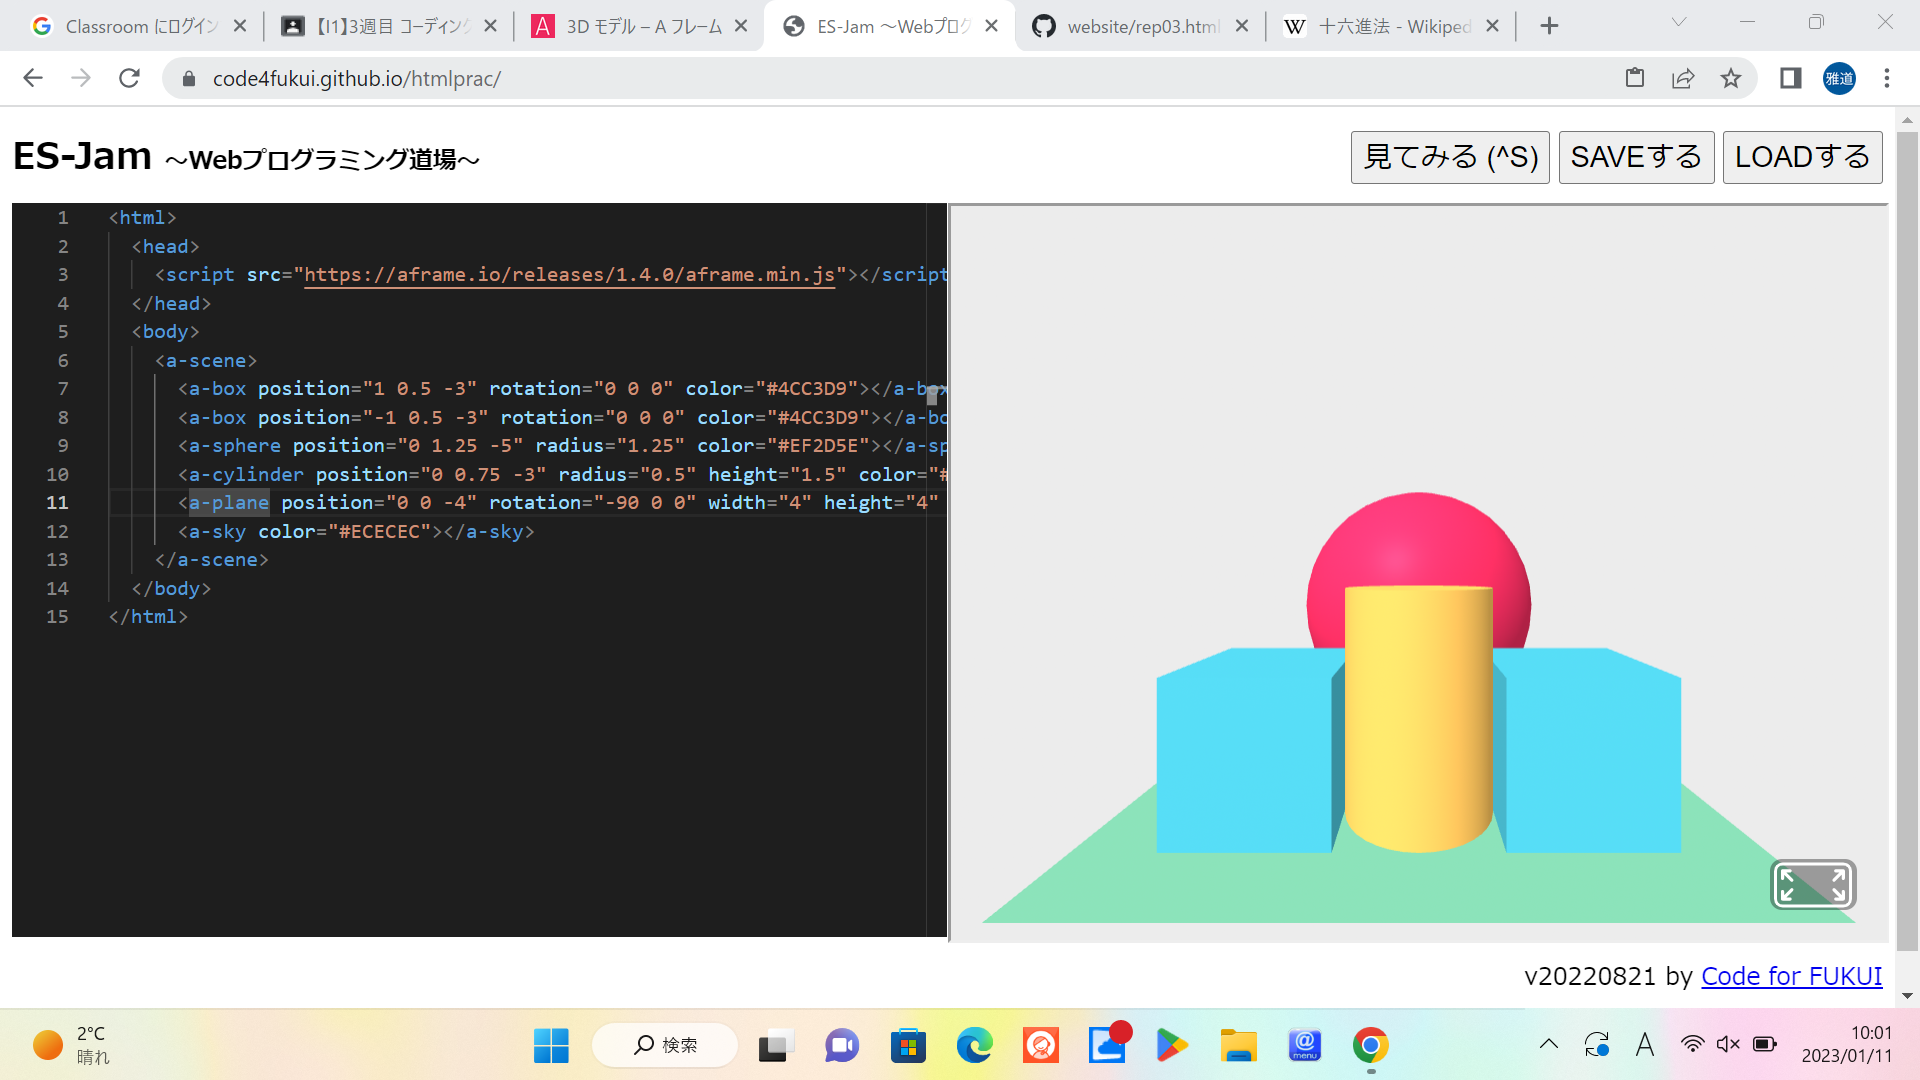 Classroom にログイン
【I1】3週目 コーディング
3D モデル – A フレーム
ES-Jam 〜Webプログ
website/rep03.html
十六進法 - Wikiped
code4fukui.github.io/htmlprac/
雅道
ES-Jam 〜Webプログラミング道場〜
見てみる (^S)
SAVEする
LOADする
1 <html>
2 <head>
3 <script src="https://aframe.io/releases/1.4.0/aframe.min.js"></script
4 </head>
5 <body>
6 <a-scene>
7 <a-box position="1 0.5 -3" rotation="0 0 0" color="#4CC3D9"></a-box
8 <a-box position="-1 0.5 -3" rotation="0 0 0" color="#4CC3D9"></a-bo
9 <a-sphere position="0 1.25 -5" radius="1.25" color="#EF2D5E"></a-sp
10 <a-cylinder position="0 0.75 -3" radius="0.5" height="1.5" color="#
11 <a-plane position="0 0 -4" rotation="-90 0 0" width="4" height="4"
12 <a-sky color="#ECECEC"></a-sky>
13 </a-scene>
14 </body>
15 </html>
v20220821 by Code for FUKUI
2°C
晴れ
検索
@
menu
A
10:01
2023/01/11